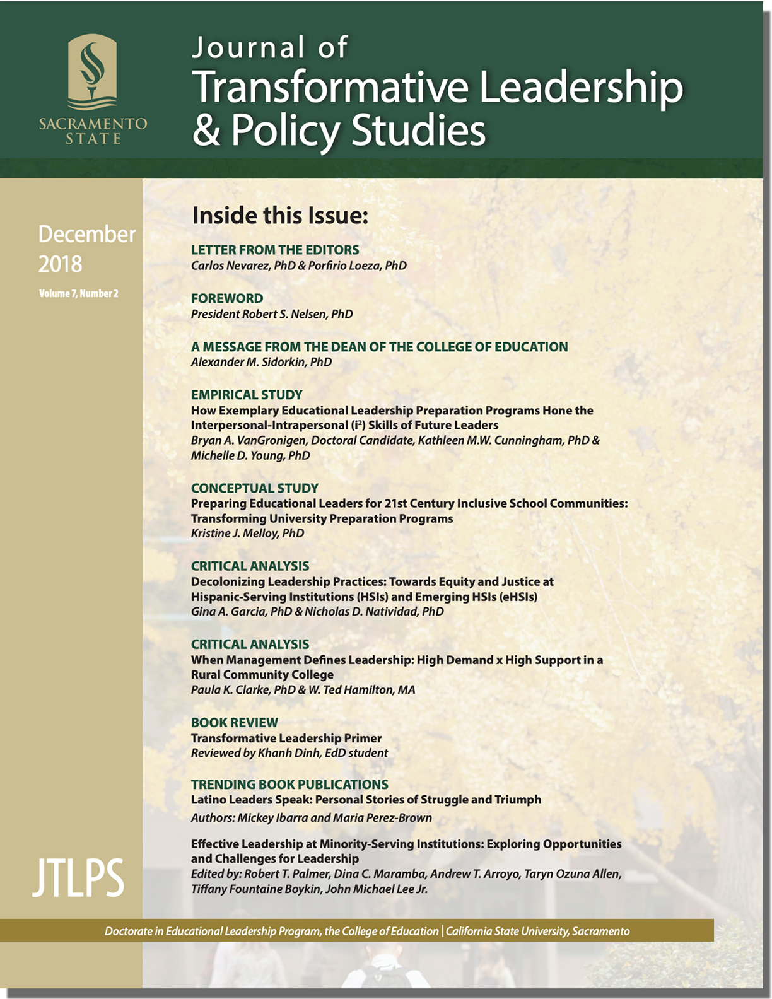 SACRAMENTO
STATE
Journal of
Transformative Leadership
& Policy Studies
December
2018
Volume 7, Number 2
Inside this Issue:
LETTER FROM THE EDITORS
Carlos Nevarez, PhD & Porfirio Loeza, PhD
FOREWORD
President Robert S. Nelsen, PhD
A MESSAGE FROM THE DEAN OF THE COLLEGE OF EDUCATION
Alexander M. Sidorkin, PhD
EMPIRICAL STUDY
How Exemplary Educational Leadership Preparation Programs Hone the
Interpersonal-Intrapersonal (i²) Skills of Future Leaders
Bryan A. VanGronigen, Doctoral Candidate, Kathleen M.W. Cunningham, PhD &
Michelle D. Young, PhD
CONCEPTUAL STUDY
Preparing Educational Leaders for 21st Century Inclusive School Communities:
Transforming University Preparation Programs
Kristine J. Melloy, PhD
CRITICAL ANALYSIS
Decolonizing Leadership Practices: Towards Equity and Justice at
Hispanic-Serving Institutions (HSIs) and Emerging HSIs (eHSIs)
Gina A. Garcia, PhD & Nicholas D. Natividad, PhD
CRITICAL ANALYSIS
When Management Defines Leadership: High Demand x High Support in a
Rural Community College
Paula K. Clarke, PhD & W. Ted Hamilton, MA
BOOK REVIEW
Transformative Leadership Primer
Reviewed by Khanh Dinh, EdD student
TRENDING BOOK PUBLICATIONS
Latino Leaders Speak: Personal Stories of Struggle and Triumph
Authors: Mickey Ibarra and Maria Perez-Brown
Effective Leadership at Minority-Serving Institutions: Exploring Opportunities
and Challenges for Leadership
Edited by: Robert T. Palmer, Dina C. Maramba, Andrew T. Arroyo, Taryn Ozuna Allen,
Tiffany Fountaine Boykin, John Michael Lee Jr.
JTLPS
Doctorate in Educational Leadership Program, the College of Education | California State University, Sacramento